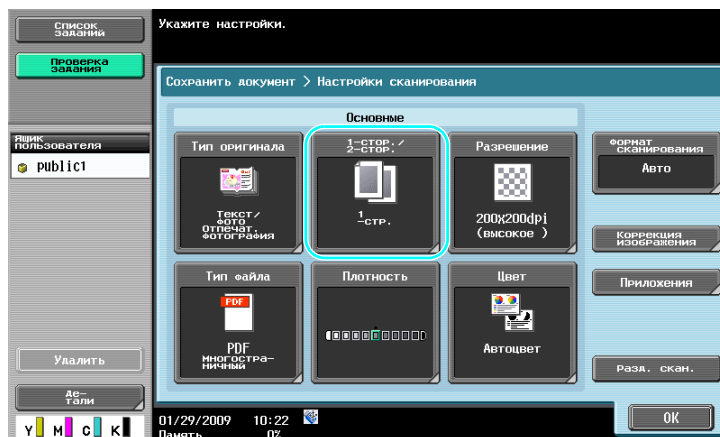 Список
заданий
Укажите настройки.
Проверка
задания
Сохранить документ > Настройки сканирования
Основные
Ящик
пользователя
public1
Тип оригинала
Текст/
фото
отпечат.
фотография
1-стор./
2-стор.
1
-стр.
Разрешение
200x200dpi
(высокое )
Формат
сканирования
Авто
Коррекция
изображения
Тип файла
PDF
PDF
многостра-
ничный
Плотность
Цвет
Автоцвет
Приложения
Удалить
Де-
тали
Разд. скан.
Y M C K
01/29/2009 10:22
Память 0%
OK